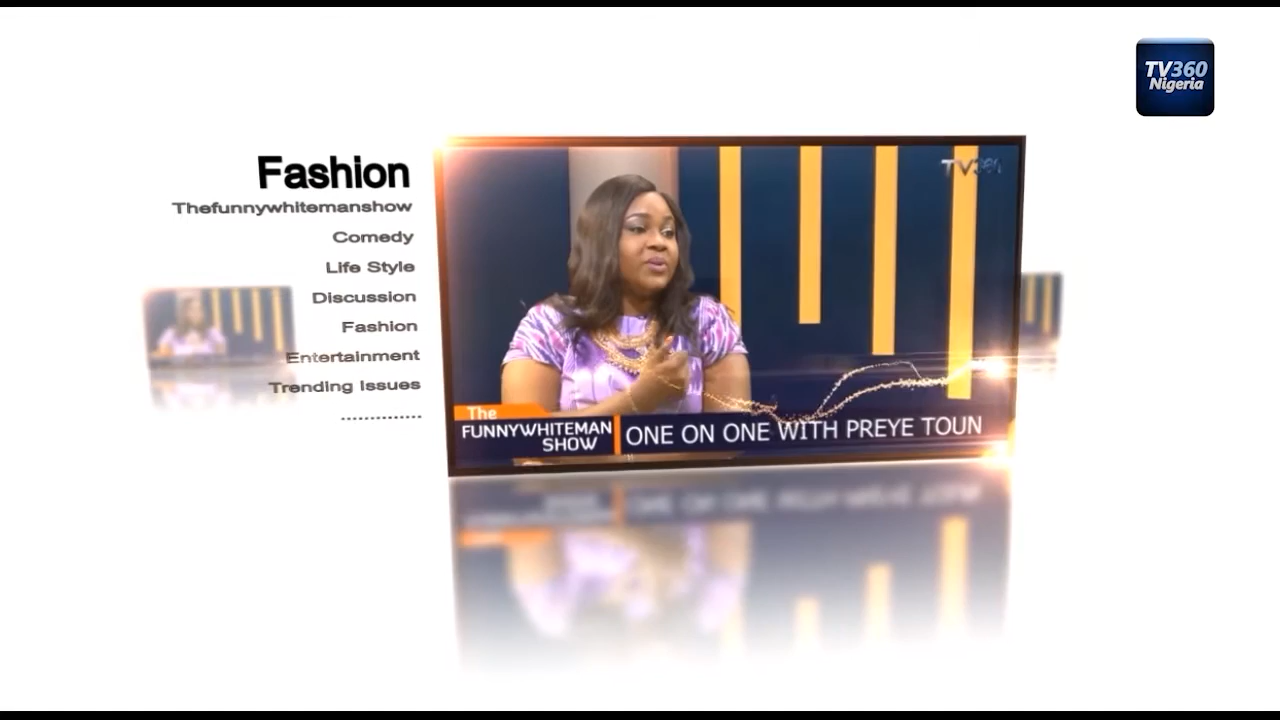 TV360
Nigeria
Fashion
Thefunnywhitemanshow
Comedy
Life Style
Discussion
Fashion
Entertainment
Trending Issues
.............
TV360
The
FUNNYWHITEMAN
SHOW
ONE ON ONE WITH PREYE TOUN